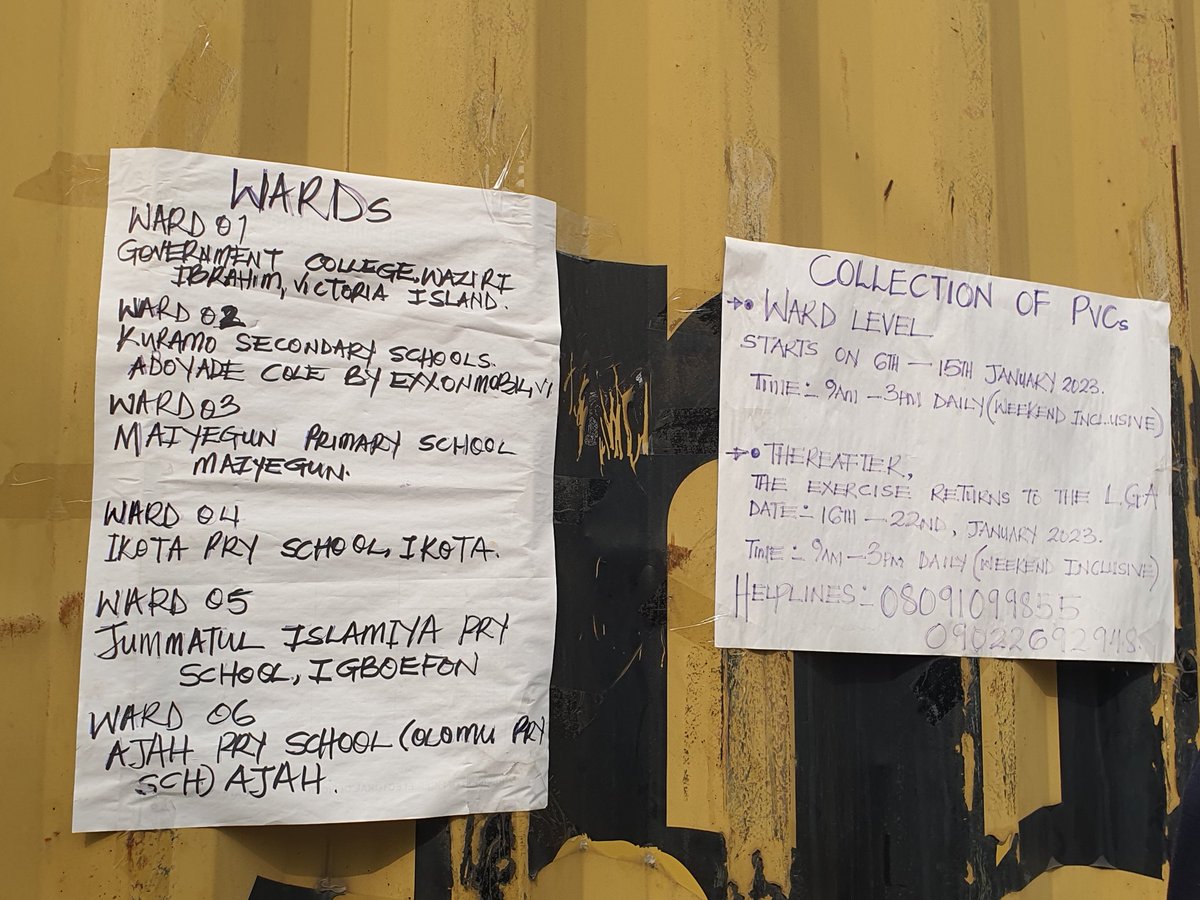 WARDs
WARD 01
GOVERNMENT COLLEGE, WAZIRI
IBRAHIM, VICTORIA ISLAND.
WARD 02
KURAMO SECONDARY SCHOOLS.
ADOYADE COLE BY EXXONMOBIL, VI
WARD 03
MAIYEGUN PRIMARY SCHOOL
MAIYEGUN.
WARD 04
IKOTA PRY SCHOOL, IKOTA.
WARD 05
JUMMATUL ISLAMIYA PRY
SCHOOL, IGBOEFON
WARD 06
AJAH PRY SCHOOL (OLOMU PRY
SCH) AJAH.
COLLECTION OF PVCs
WARD LEVEL
STARTS ON 6TH — 15TH JANUARY 2023.
TIME:- 9AM — 3PM DAILY (WEEKEND INCLUSIVE)
THEREAFTER,
THE EXERCISE RETURNS TO THE L.G.A
DATE:- 16TH — 22ND, JANUARY 2023.
TIME:- 9AM — 3PM DAILY (WEEKEND INCLUSIVE)
HELPLINES:- 08091099855